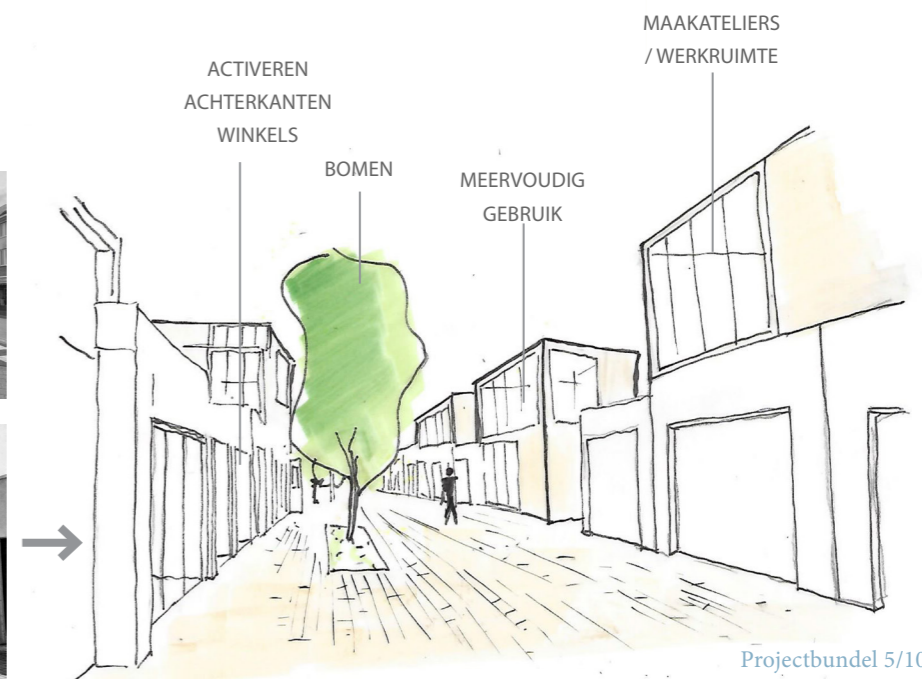 MAAKATELIERS
/ WERKRUIMTE
ACTIVEREN
ACHTERKANTEN
WINKELS
BOMEN
MEERVOUDIG
GEBRUIK
Projectbundel 5/10